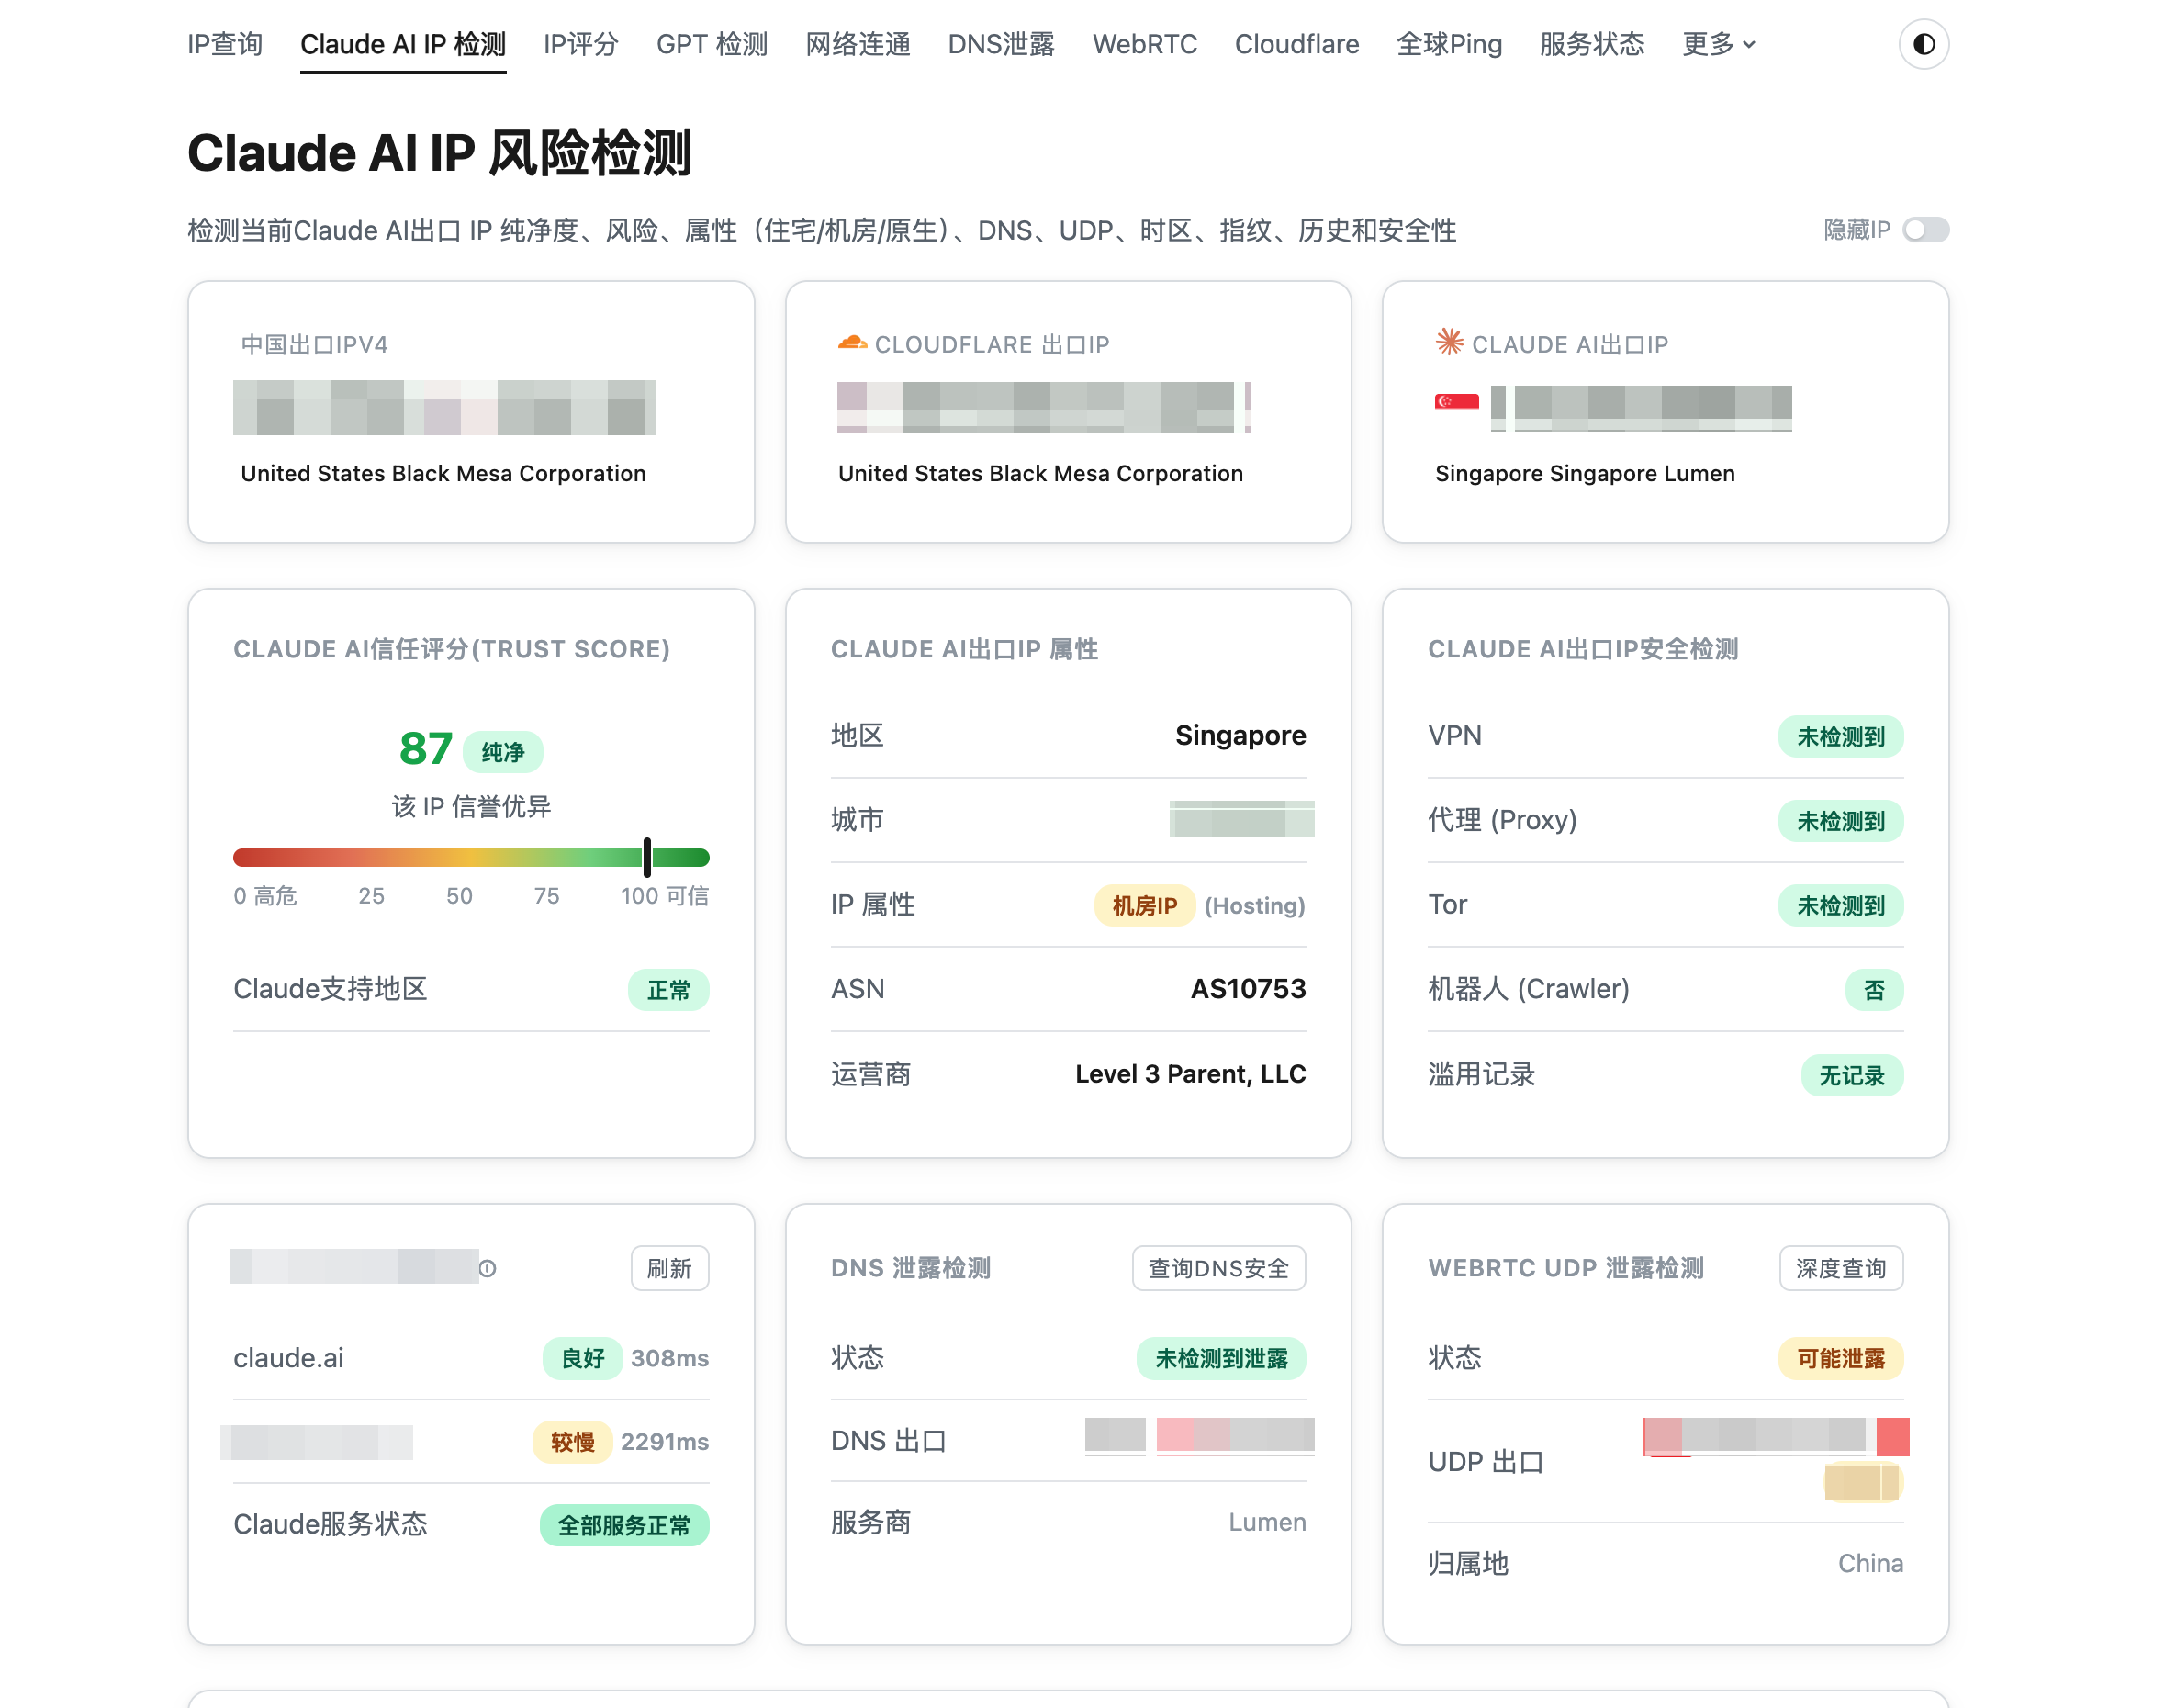 IP查询 Claude AI IP 检测 IP评分 GPT 检测 网络连通 DNS泄露 WebRTC Cloudflare 全球Ping 服务状态 更多
Claude AI IP 风险检测
检测当前Claude AI出口 IP 纯净度、风险、属性（住宅/机房/原生）、DNS、UDP、时区、指纹、历史和安全性 隐藏IP
中国出口IPV4
United States Black Mesa Corporation
CLOUDFLARE 出口IP
United States Black Mesa Corporation
CLAUDE AI出口IP
Singapore Singapore Lumen
CLAUDE AI信任评分(TRUST SCORE)
87 纯净
该 IP 信誉优异
0 高危 25 50 75 100 可信
Claude支持地区 正常
CLAUDE AI出口IP 属性
地区 Singapore
城市
IP 属性 机房IP (Hosting)
ASN AS10753
运营商 Level 3 Parent, LLC
CLAUDE AI出口IP安全检测
VPN 未检测到
代理 (Proxy) 未检测到
Tor 未检测到
机器人 (Crawler) 否
滥用记录 无记录
刷新
claude.ai 良好 308ms
较慢 2291ms
Claude服务状态 全部服务正常
DNS 泄露检测 查询DNS安全
状态 未检测到泄露
DNS 出口
服务商 Lumen
WEBRTC UDP 泄露检测 深度查询
状态 可能泄露
UDP 出口
归属地 China